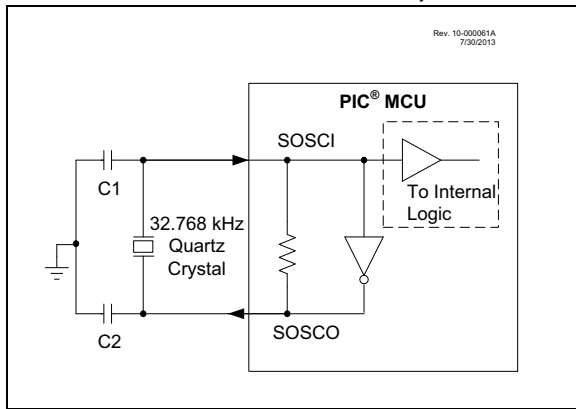 Rev. 10-000061A
7/30/2013
PIC® MCU
SOSCI
C1
To Internal
Logic
32.768 kHz
Quartz
Crystal
SOSCO
C2